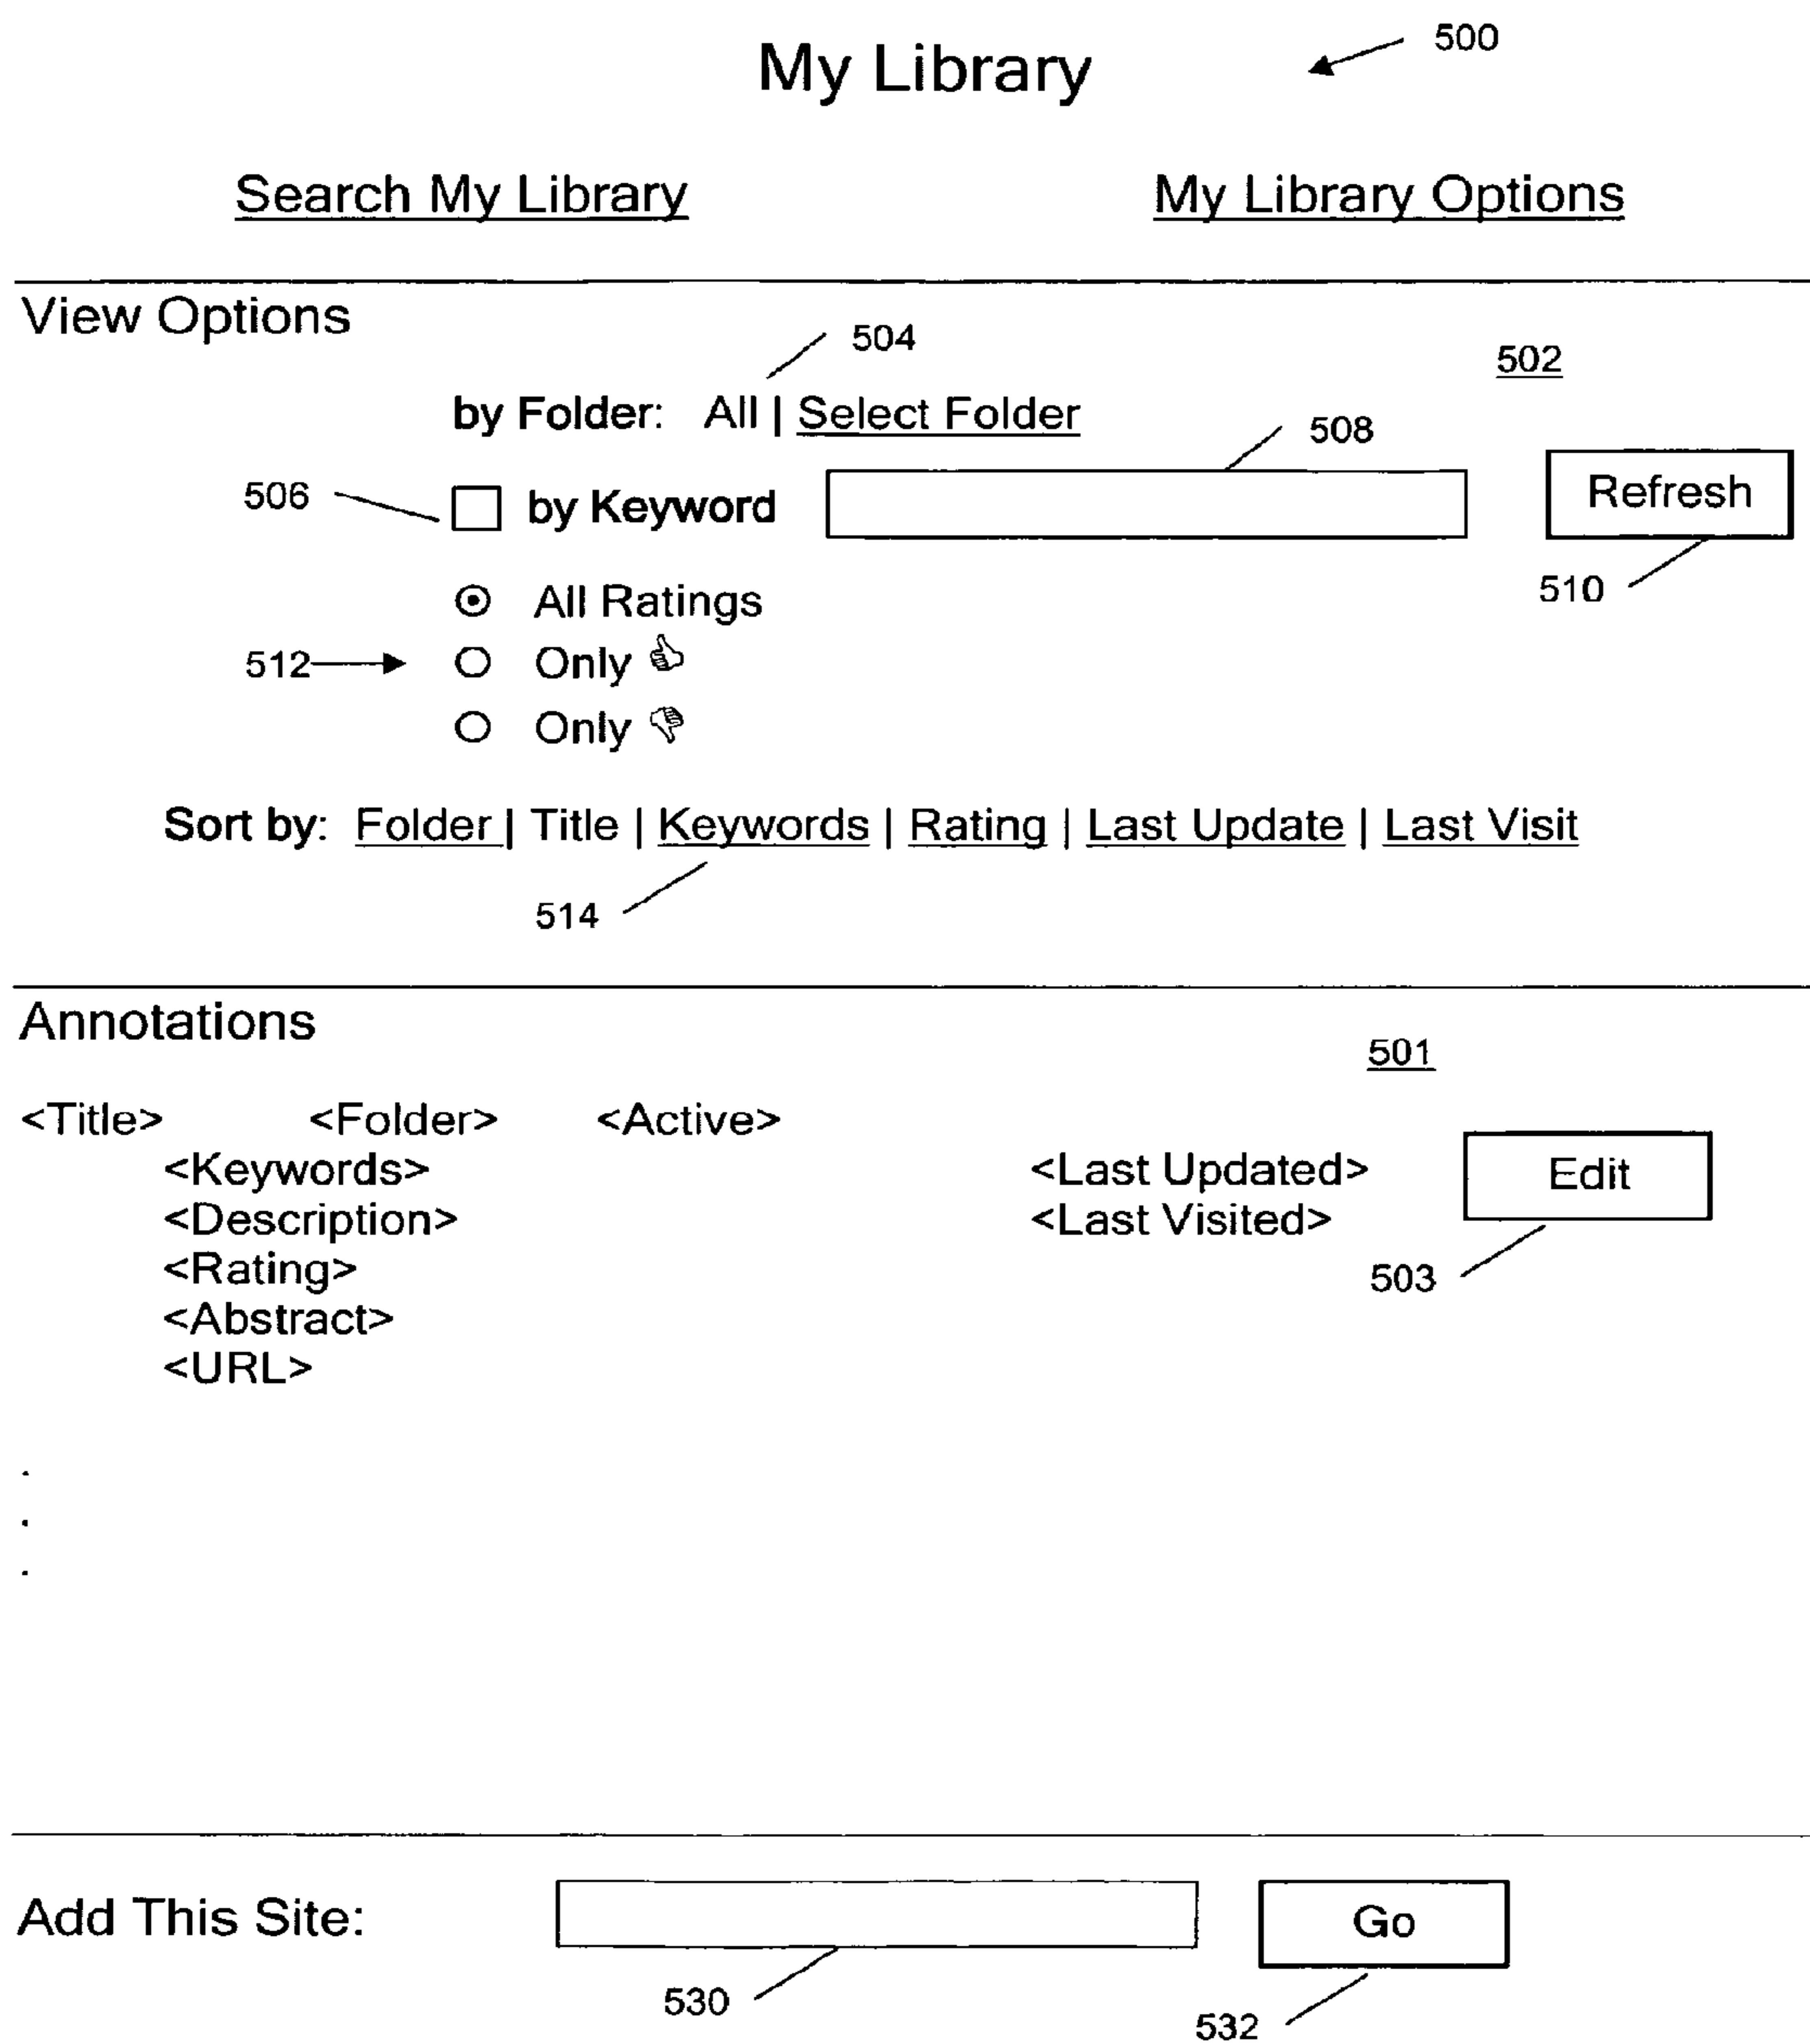 My Library
500
Search My Library My Library Options
View Options
504
502
by Folder: All | Select Folder
508
506
by Keyword
Refresh
510
All Ratings
512
Only
Only
Sort by: Folder | Title | Keywords | Rating | Last Update | Last Visit
514
Annotations
501
<Title> <Folder> <Active>
<Keywords> <Last Updated> Edit
<Description> <Last Visited>
<Rating> 503
<Abstract>
<URL>
.
.
.
Add This Site: Go
530
532